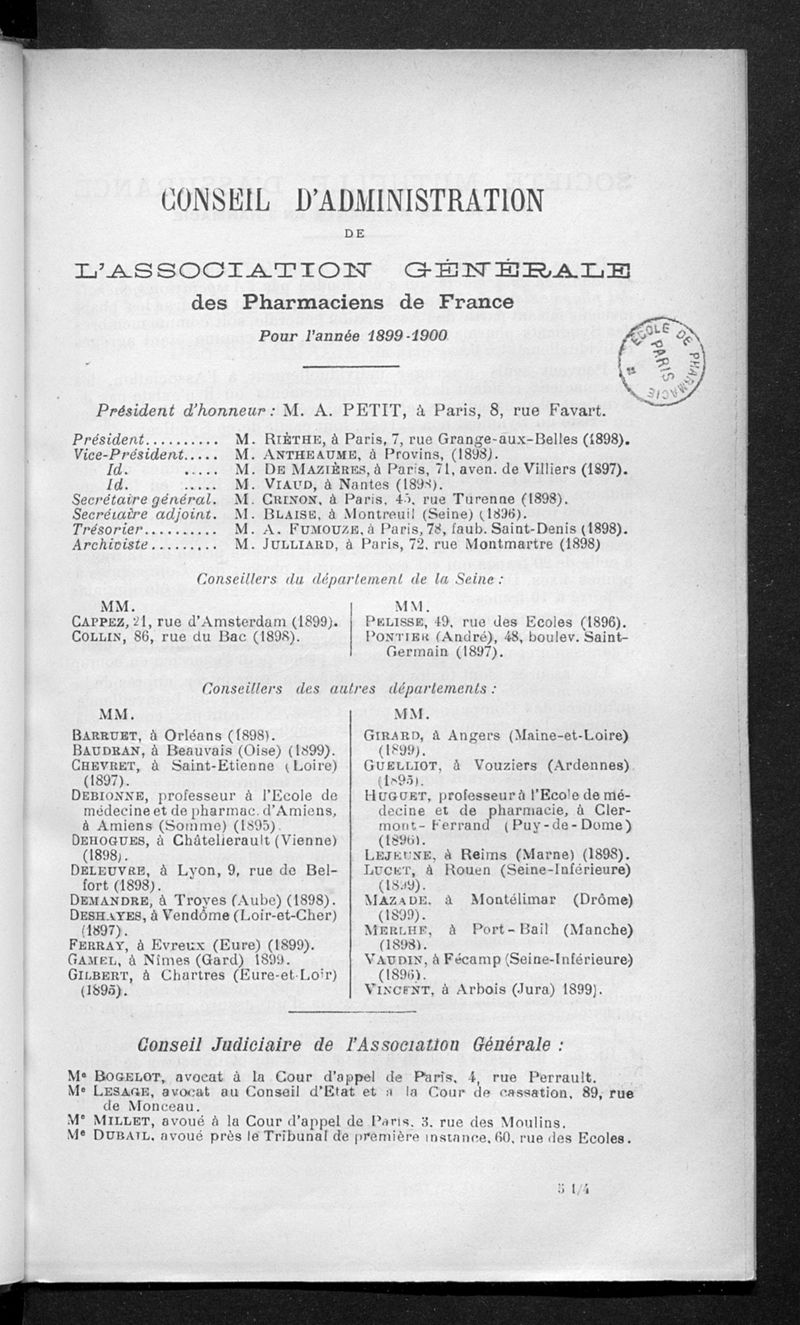 CONSEIL D'ADMINISTRATION
DE
L'ASSOCIATION GÉNÉRALE
des Pharmaciens de France
Pour l'année 1899-1900
ECOLE DE PHARMACIE
PARIS
Président d'honneur : M. A. PETIT, à Paris, 8, rue Favart.
Président.......... M. RIÈTHE, à Paris, 7, rue Grange-aux-Belles (1898).
Vice-Président..... M. ANTHEAUME, à Provins, (1898).
Id. ..... M. DE MAZIÈRES, à Paris, 71, aven. de Villiers (1897).
Id. ..... M. VIAUD, à Nantes (1898).
Secrétaire général. M. CRINON, à Paris, 45, rue Turenne (1898).
Secrétaire adjoint. M. BLAISE, à Montreuil (Seine) (1896).
Trésorier.......... M. A. FUMOUZE, à Paris, 78, faub. Saint-Denis (1898).
Archiviste......... M. JULLIARD, à Paris, 72, rue Montmartre (1898)
Conseillers du département de la Seine :
MM.
CAPPEZ, 21, rue d'Amsterdam (1899).
COLLIN, 86, rue du Bac (1898).
MM.
PELISSE, 49, rue des Ecoles (1896).
PONTIER (André), 48, boulev. Saint-
Germain (1897).
Conseillers des autres départements :
MM.
BARRUET, à Orléans (1898).
BAUDRAN, à Beauvais (Oise) (1899).
CHEVRET, à Saint-Etienne (Loire)
(1897).
DEBIONNE, professeur à l'Ecole de
médecine et de pharmac. d'Amiens,
à Amiens (Somme) (1895).
DEHOGUES, à Châtellerault (Vienne)
(1898).
DELEUVRE, à Lyon, 9, rue de Bel-
fort (1898).
DEMANDRE, à Troyes (Aube) (1898).
DESHAYES, à Vendôme (Loir-et-Cher)
(1897).
FERRAY, à Evreux (Eure) (1899).
GAMEL, à Nîmes (Gard) 1899.
GILBERT, à Chartres (Eure-et-Loir)
(1895).
MM.
GIRARD, à Angers (Maine-et-Loire)
(1899).
GUELLIOT, à Vouziers (Ardennes)
(1895).
HUGUET, professeur à l'Ecole de mé-
decine et de pharmacie, à Cler-
mont-Ferrand (Puy-de-Dome)
(1896).
LEJEUNE, à Reims (Marne) (1898).
LUCET, à Rouen (Seine-Inférieure)
(1899).
MAZADE, à Montélimar (Drôme)
(1899).
MERLHE, à Port-Bail (Manche)
(1898).
VAUDIN, à Fécamp (Seine-Inférieure)
(1896).
VINCENT, à Arbois (Jura) 1899).
Conseil Judiciaire de l'Association Générale :
Me BOGELOT, avocat à la Cour d'appel de Paris, 4, rue Perrault.
Me LESAGE, avocat au Conseil d'Etat et à la Cour de cassation, 89, rue
de Monceau.
Me MILLET, avoué à la Cour d'appel de Paris, 3, rue des Moulins.
Me DUBAIL, avoué près le Tribunal de première instance, 60, rue des Ecoles.
5 1/4